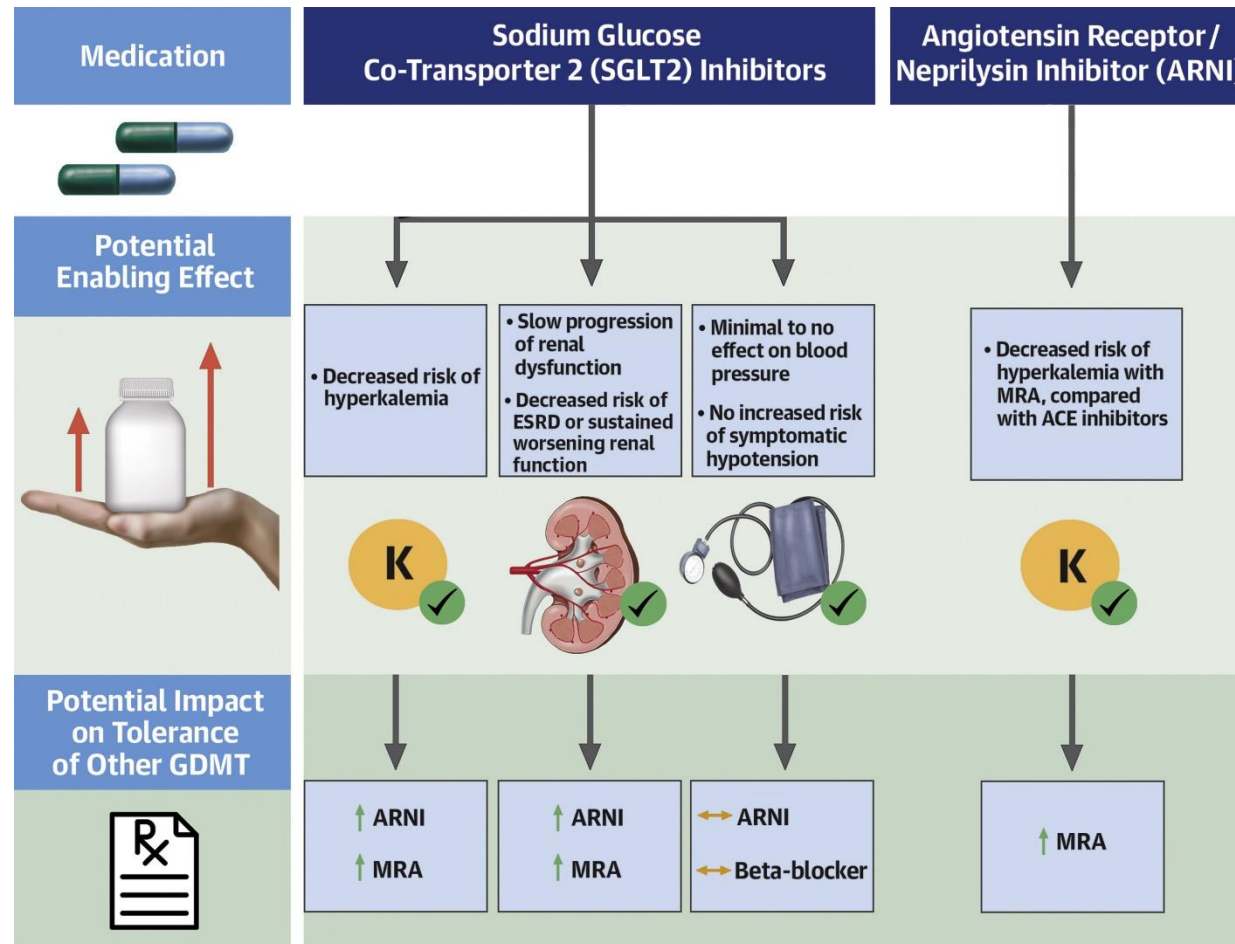 Medication
Sodium Glucose
Co-Transporter 2 (SGLT2) Inhibitors
Angiotensin Receptor/
Neprilysin Inhibitor (ARNI)
Potential
Enabling Effect
• Decreased risk of
hyperkalemia
• Slow progression
of renal
dysfunction
• Decreased risk of
ESRD or sustained
worsening renal
function
• Minimal to no
effect on blood
pressure
• No increased risk
of symptomatic
hypotension
• Decreased risk of
hyperkalemia with
MRA, compared
with ACE inhibitors
K
K
Potential Impact
on Tolerance
of Other GDMT
Rx
↑ ARNI
↑ MRA
↑ ARNI
↑ MRA
↔ ARNI
↔ Beta-blocker
↑ MRA